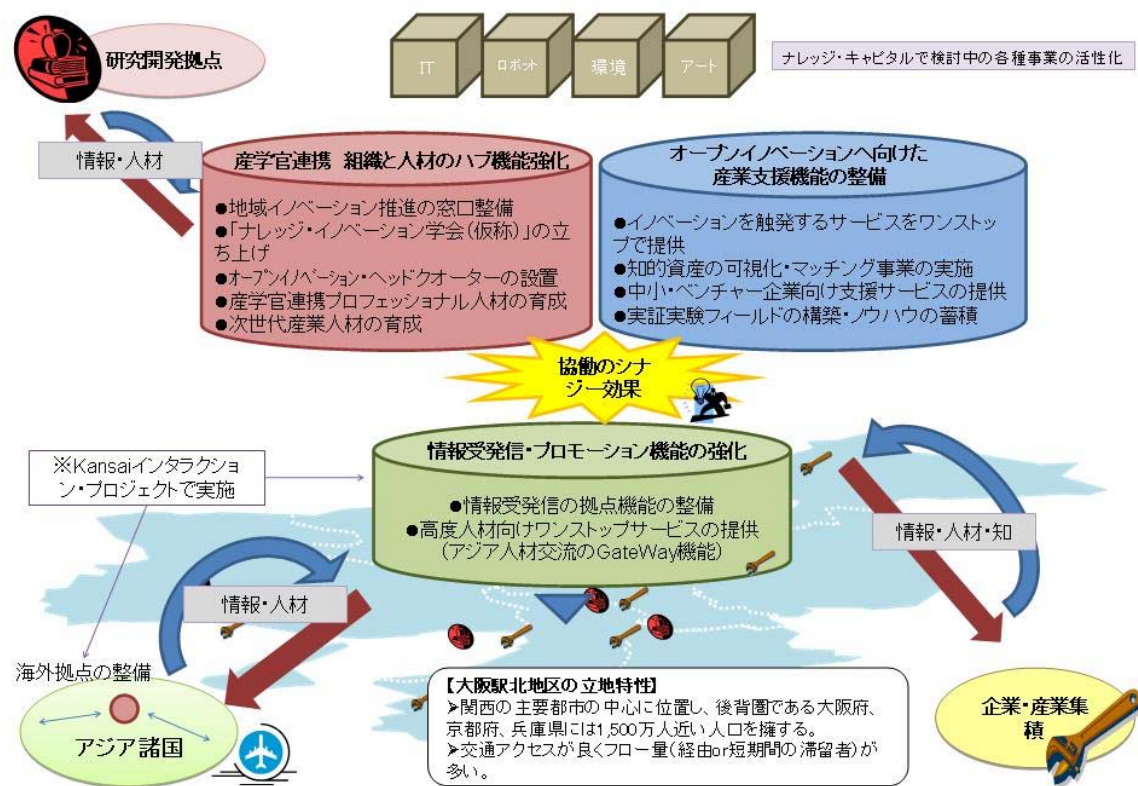 研究開発拠点
IT
ロボット
環境
アート
ナレッジ・キャピタルで検討中の各種事業の活性化
情報・人材
産学官連携 組織と人材のハブ機能強化
●地域イノベーション推進の窓口整備
●「ナレッジ・イノベーション学会(仮称)」の立
ち上げ
●オープンイノベーション・ヘッドクオーターの設置
●産学官連携プロフェッショナル人材の育成
●次世代産業人材の育成
オープンイノベーションへ向けた
産業支援機能の整備
●イノベーションを触発するサービスをワンストッ
プで提供
●知的資産の可視化・マッチング事業の実施
●中小・ベンチャー企業向け支援サービスの提供
●実証実験フィールドの構築・ノウハウの蓄積
協働のシナ
ジー効果
情報受発信・プロモーション機能の強化
●情報受発信の拠点機能の整備
●高度人材向けワンストップサービスの提供
(アジア人材交流のGateWay機能)
※Kansaiインタラクショ
ン・プロジェクトで実施
情報・人材・知
情報・人材
海外拠点の整備
アジア諸国
【大阪駅北地区の立地特性】
➤関西の主要都市の中心に位置し、後背圏である大阪府、
京都府、兵庫県には1,500万人近い人口を擁する。
➤交通アクセスが良くフロー量(経由or短期間の滞留者)が
多い。
企業・産業集
積